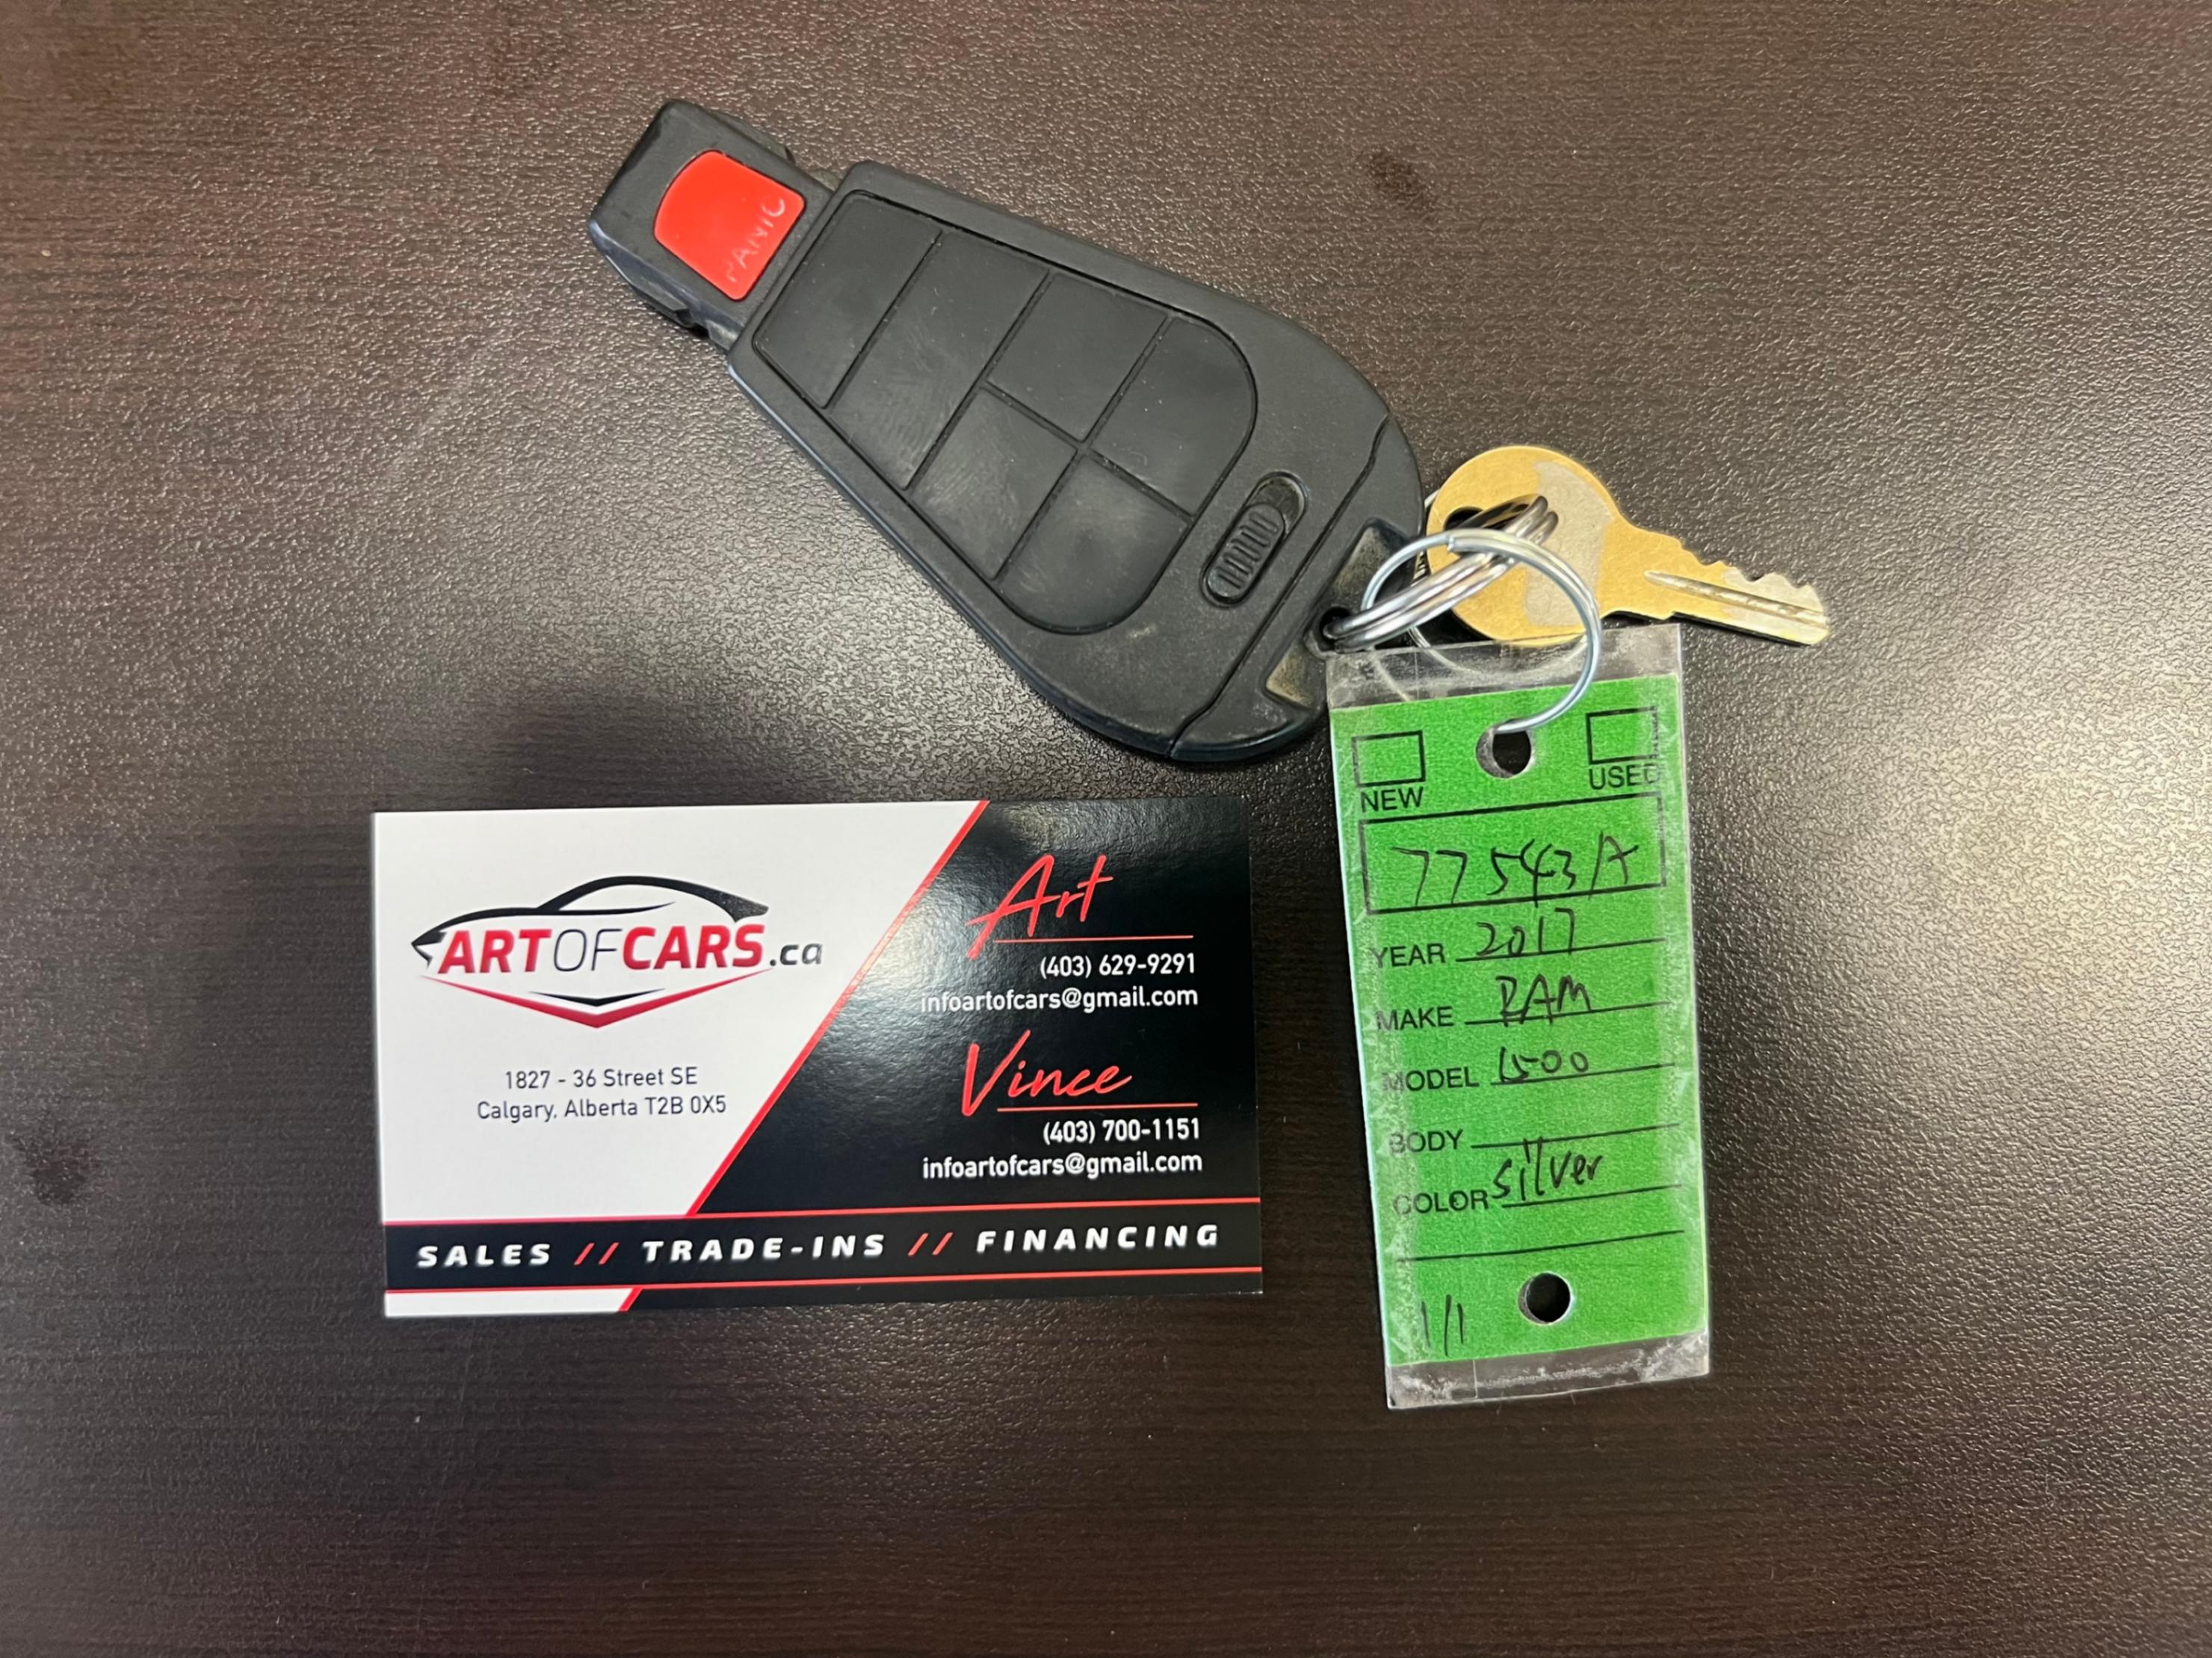 PANIC
ARTOFCARS.ca
1827 - 36 Street SE
Calgary, Alberta T2B 0X5
Art
(403) 629-9291
infoartofcars@gmail.com
Vince
(403) 700-1151
infoartofcars@gmail.com
SALES // TRADE-INS // FINANCING
NEW USED
77543A
YEAR 2017
MAKE RAM
MODEL 1500
BODY
COLOR silver
1/1